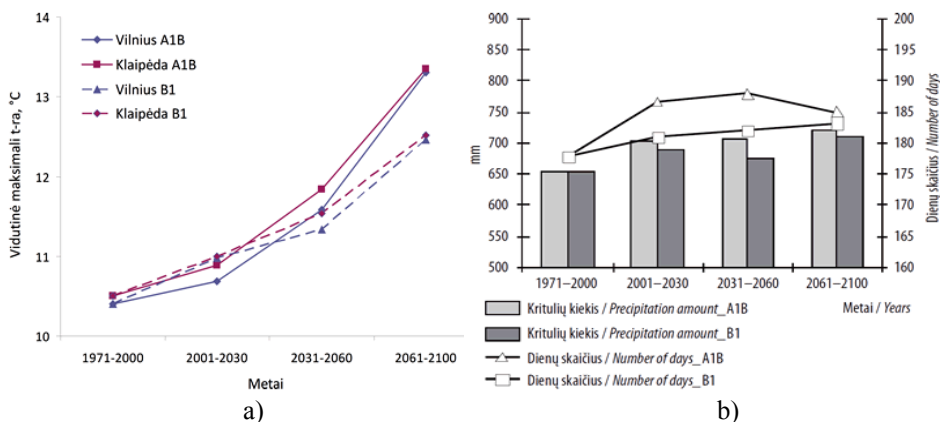 14
13
12
11
10
Vidutinė maksimali t-ra, °C
Vilnius A1B
Klaipėda A1B
Vilnius B1
Klaipėda B1
1971-2000 2001-2030 2031-2060 2061-2100
Metai
a)
900
850
800
750
700
650
600
550
500
mm
200
195
190
185
180
175
170
165
160
Dienų skaičius / Number of days
1971–2000 2001–2030 2031–2060 2061–2100
Metai / Years
Kritulių kiekis / Precipitation amount_A1B
Kritulių kiekis / Precipitation amount_B1
Dienų skaičius / Number of days_A1B
Dienų skaičius / Number of days_B1
b)